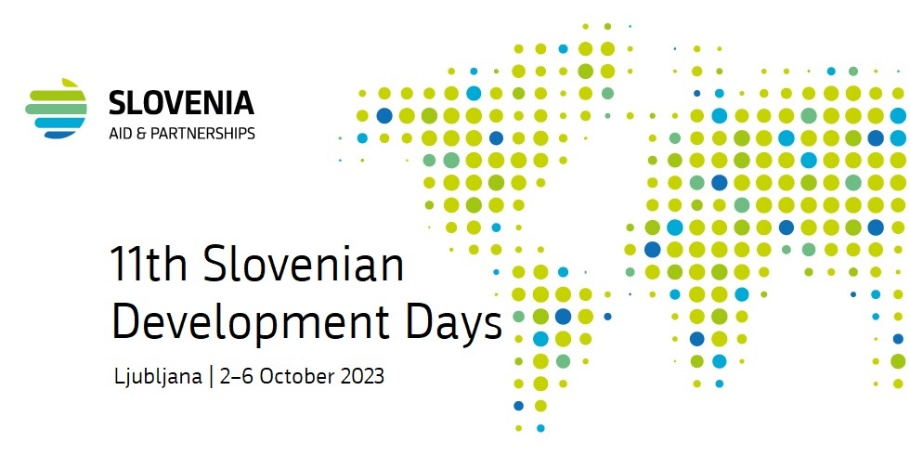 SLOVENIA
AID & PARTNERSHIPS
11th Slovenian
Development Days
Ljubljana | 2–6 October 2023